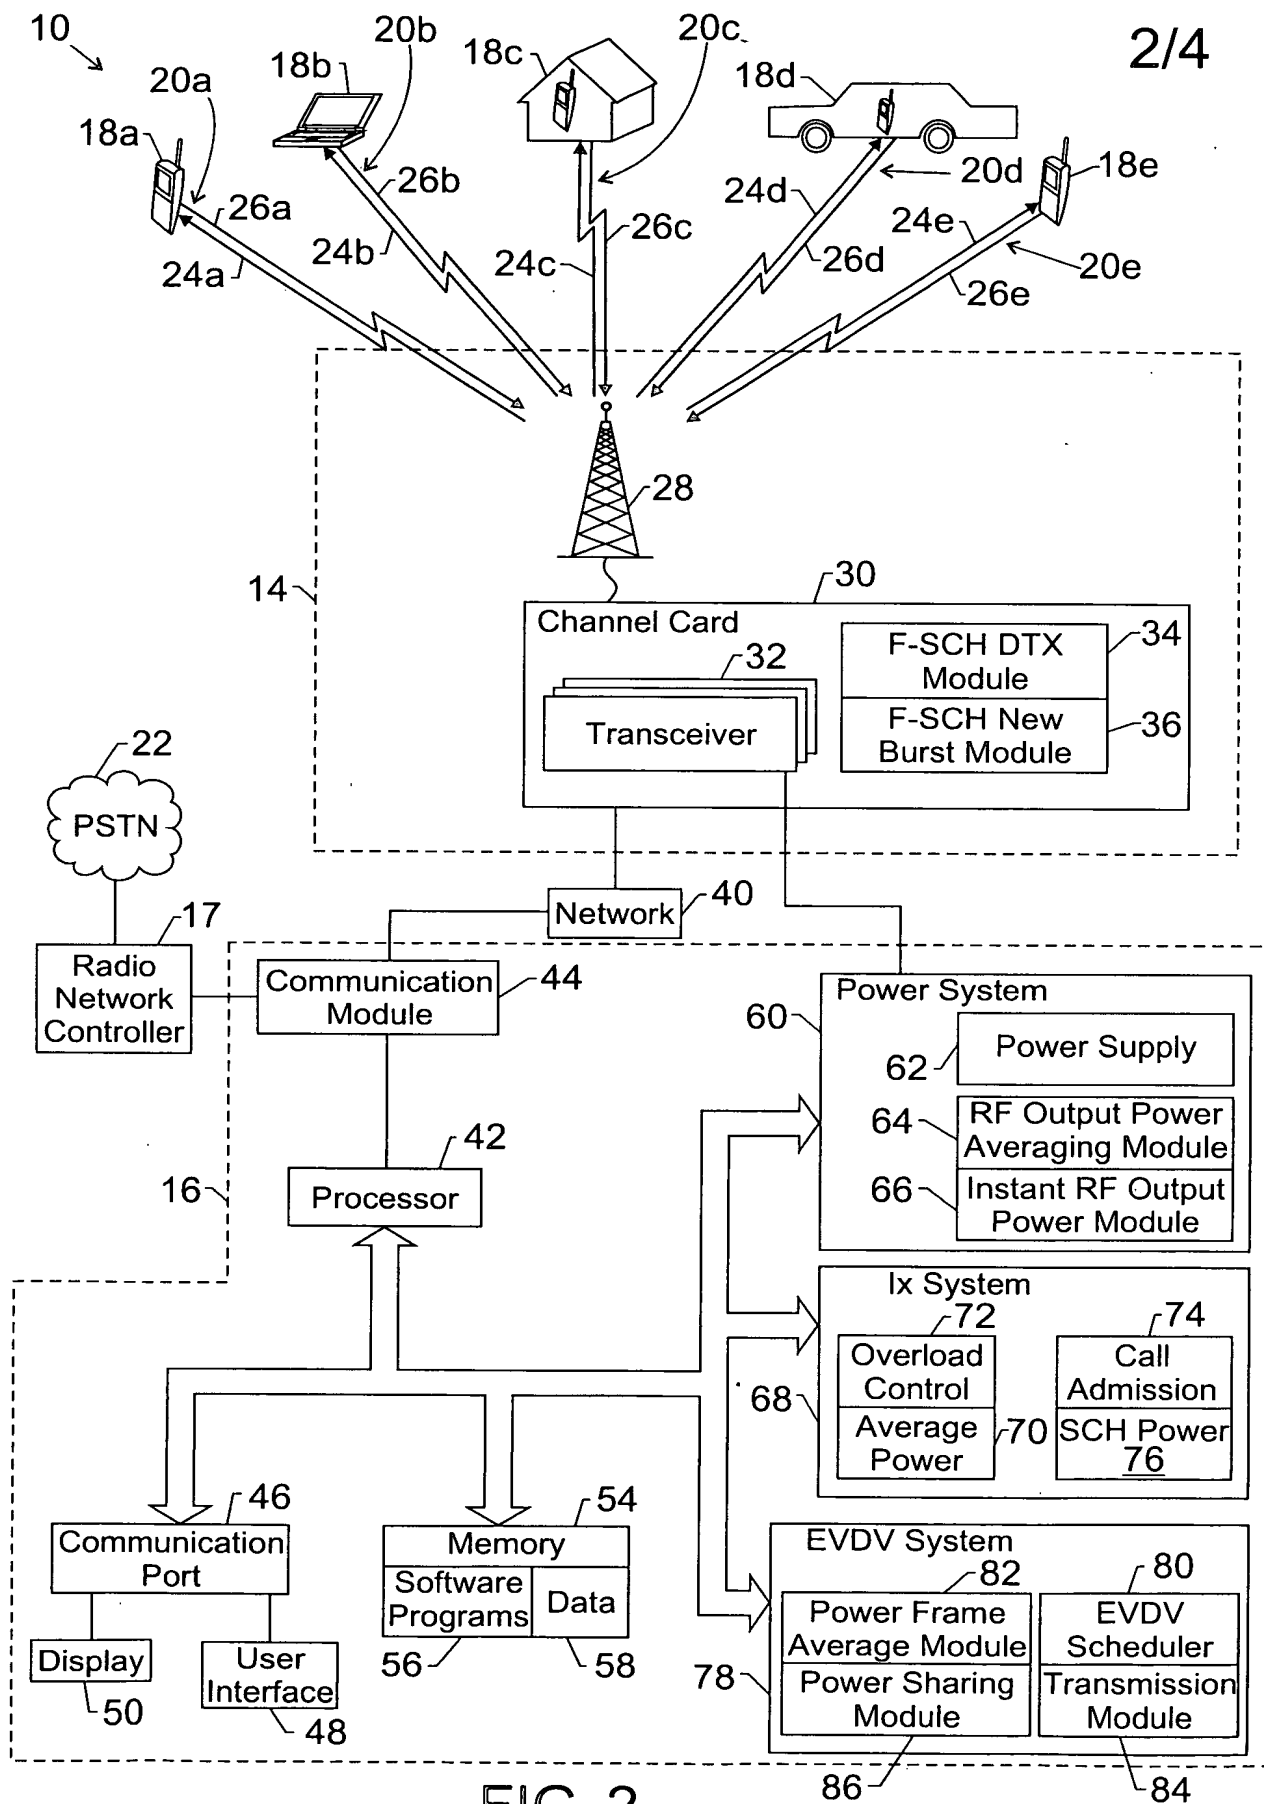 10
20b
20c
2/4
18b
18c
18d
20a
18a
18e
26b
24d
20d
26a
26c
24e
24b
24c
26d
20e
24a
26e
28
14
30
Channel Card
32
Transceiver
F-SCH DTX
Module
34
F-SCH New
Burst Module
36
22
PSTN
17
Radio
Network
Controller
Network
40
Communication
Module
44
Power System
60
Power Supply
62
RF Output Power
Averaging Module
64
Instant RF Output
Power Module
66
42
Processor
16
Ix System
72
74
Overload
Control
Call
Admission
68
Average
Power
70
SCH Power
76
46
Communication
Port
54
Memory
Software
Programs
Data
56
58
Display
50
User
Interface
48
EVDV System
82
80
Power Frame
Average Module
EVDV
Scheduler
78
Power Sharing
Module
Transmission
Module
86
84
FIG. 2